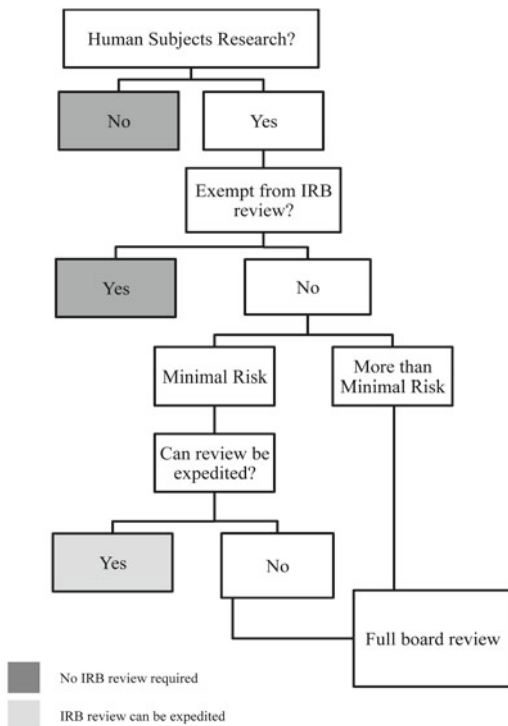 Human Subjects Research?
No
Yes
Exempt from IRB
review?
Yes
No
Minimal Risk
More than
Minimal Risk
Can review be
expedited?
Yes
No
Full board review
No IRB review required
IRB review can be expedited